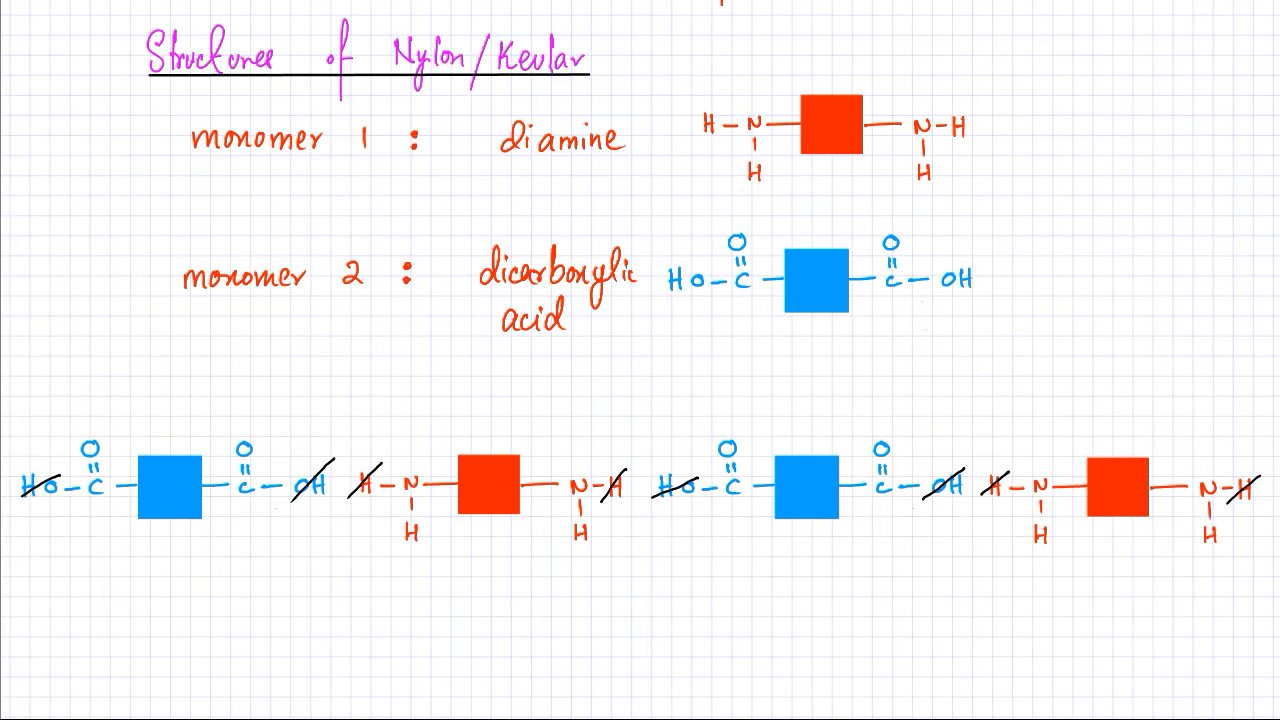 Structures of Nylon/Kevlar
monomer 1 : diamine
H – N – – N – H
H H
monomer 2 : dicarboxylic
acid
O O
HO – C – – C – OH
O O O O
HO – C – – C – OH H – N – – N – H HO – C – – C – OH H – N – – N – H
H H H H